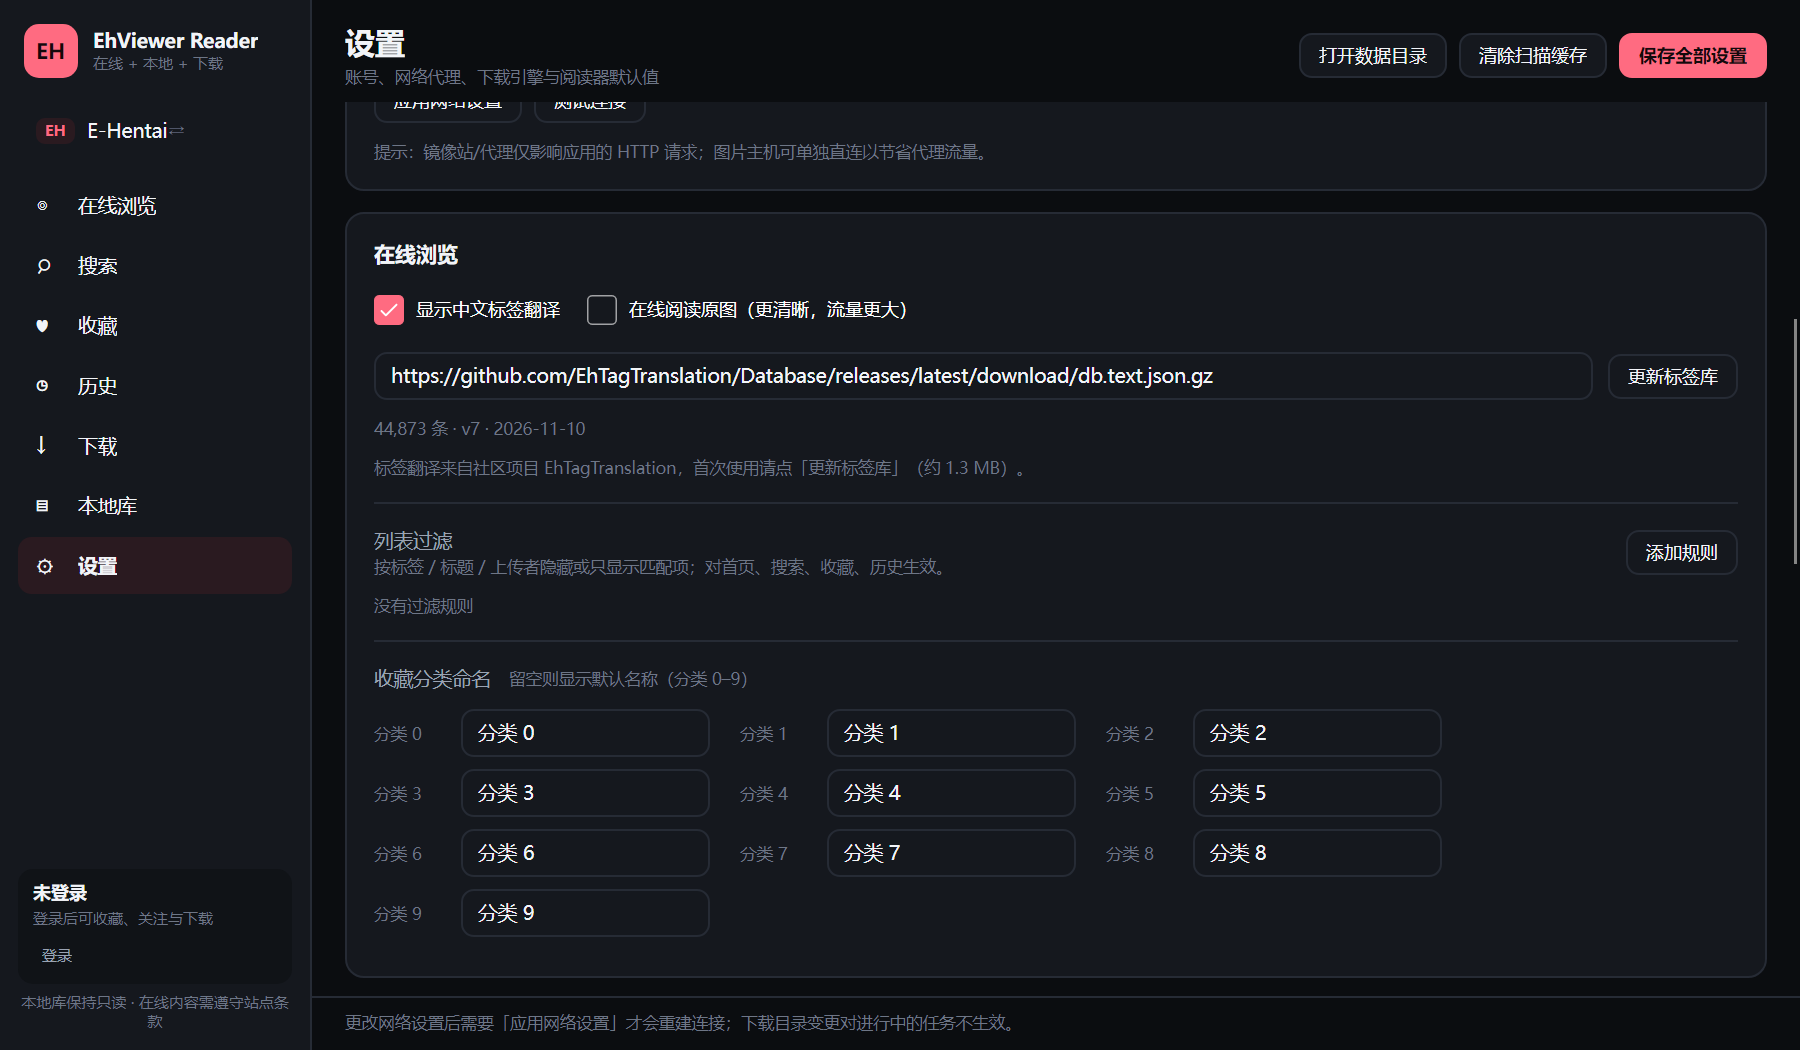 EH
EhViewer Reader
在线 + 本地 + 下载
EH E-Hentai⇌
在线浏览
搜索
收藏
历史
下载
本地库
设置
未登录
登录后可收藏、关注与下载
登录
本地库保持只读 · 在线内容需遵守站点条
款
设置
账号、网络代理、下载引擎与阅读器默认值
打开数据目录
清除扫描缓存
保存全部设置
应用网络设置
测试连接
提示：镜像站/代理仅影响应用的 HTTP 请求；图片主机可单独直连以节省代理流量。
在线浏览
显示中文标签翻译
在线阅读原图（更清晰，流量更大）
https://github.com/EhTagTranslation/Database/releases/latest/download/db.text.json.gz
更新标签库
44,873 条 · v7 · 2026-11-10
标签翻译来自社区项目 EhTagTranslation，首次使用请点「更新标签库」（约 1.3 MB）。
列表过滤
按标签 / 标题 / 上传者隐藏或只显示匹配项；对首页、搜索、收藏、历史生效。
添加规则
没有过滤规则
收藏分类命名 留空则显示默认名称（分类 0–9）
分类 0 分类 0 分类 1 分类 1 分类 2 分类 2
分类 3 分类 3 分类 4 分类 4 分类 5 分类 5
分类 6 分类 6 分类 7 分类 7 分类 8 分类 8
分类 9 分类 9
更改网络设置后需要「应用网络设置」才会重建连接；下载目录变更对进行中的任务不生效。